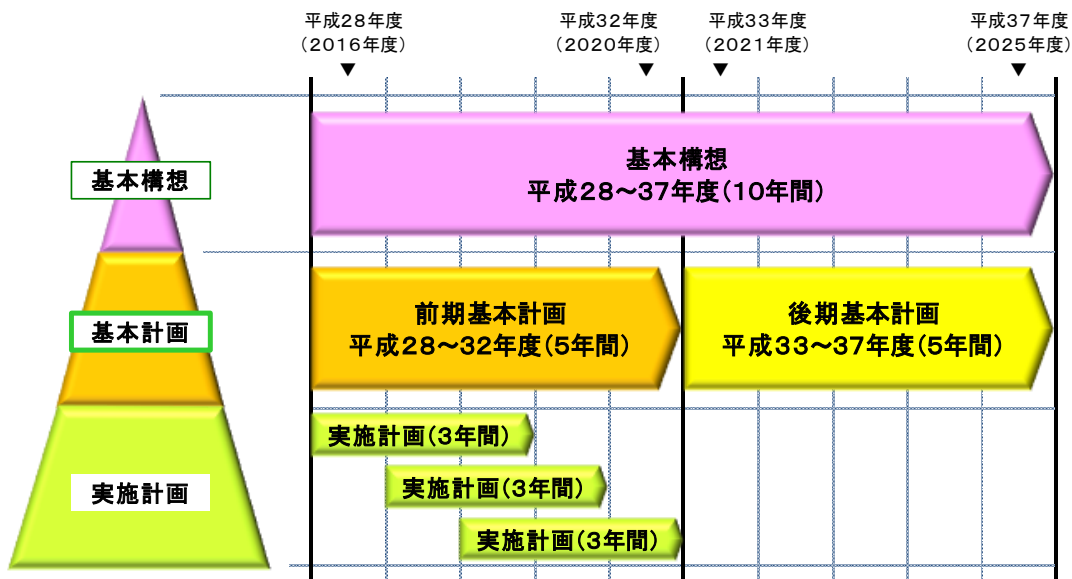 平成28年度
（2016年度）
▼
平成32年度
（2020年度）
▼
平成33年度
（2021年度）
▼
平成37年度
（2025年度）
▼
基本構想
基本計画
実施計画
基本構想
平成28～37年度（10年間）
前期基本計画
平成28～32年度（5年間）
後期基本計画
平成33～37年度（5年間）
実施計画（3年間）
実施計画（3年間）
実施計画（3年間）